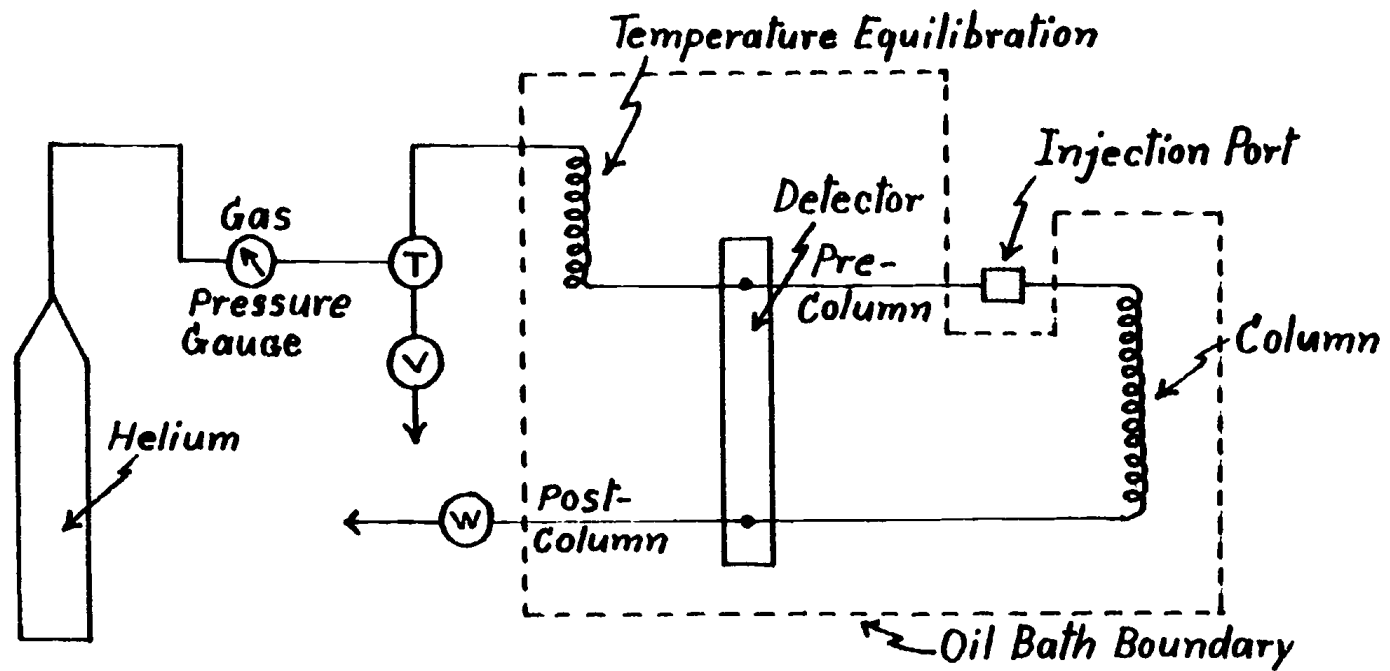 Temperature Equilibration
Injection Port
Detector
Gas
Pressure
Gauge
T
V
W
Pre-
Column
Column
Helium
Post-
Column
Oil Bath Boundary